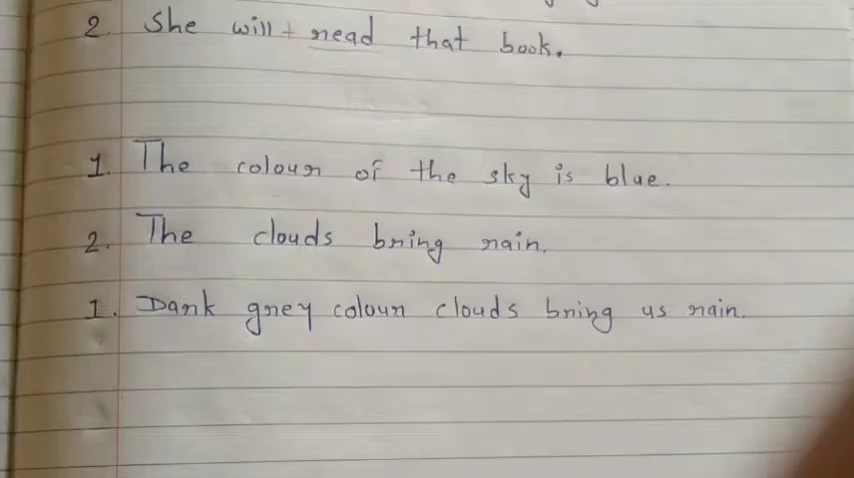 2. She will + read that book.
1. The colour of the sky is blue.
2. The clouds bring rain.
1. Dark grey colour clouds bring us rain.